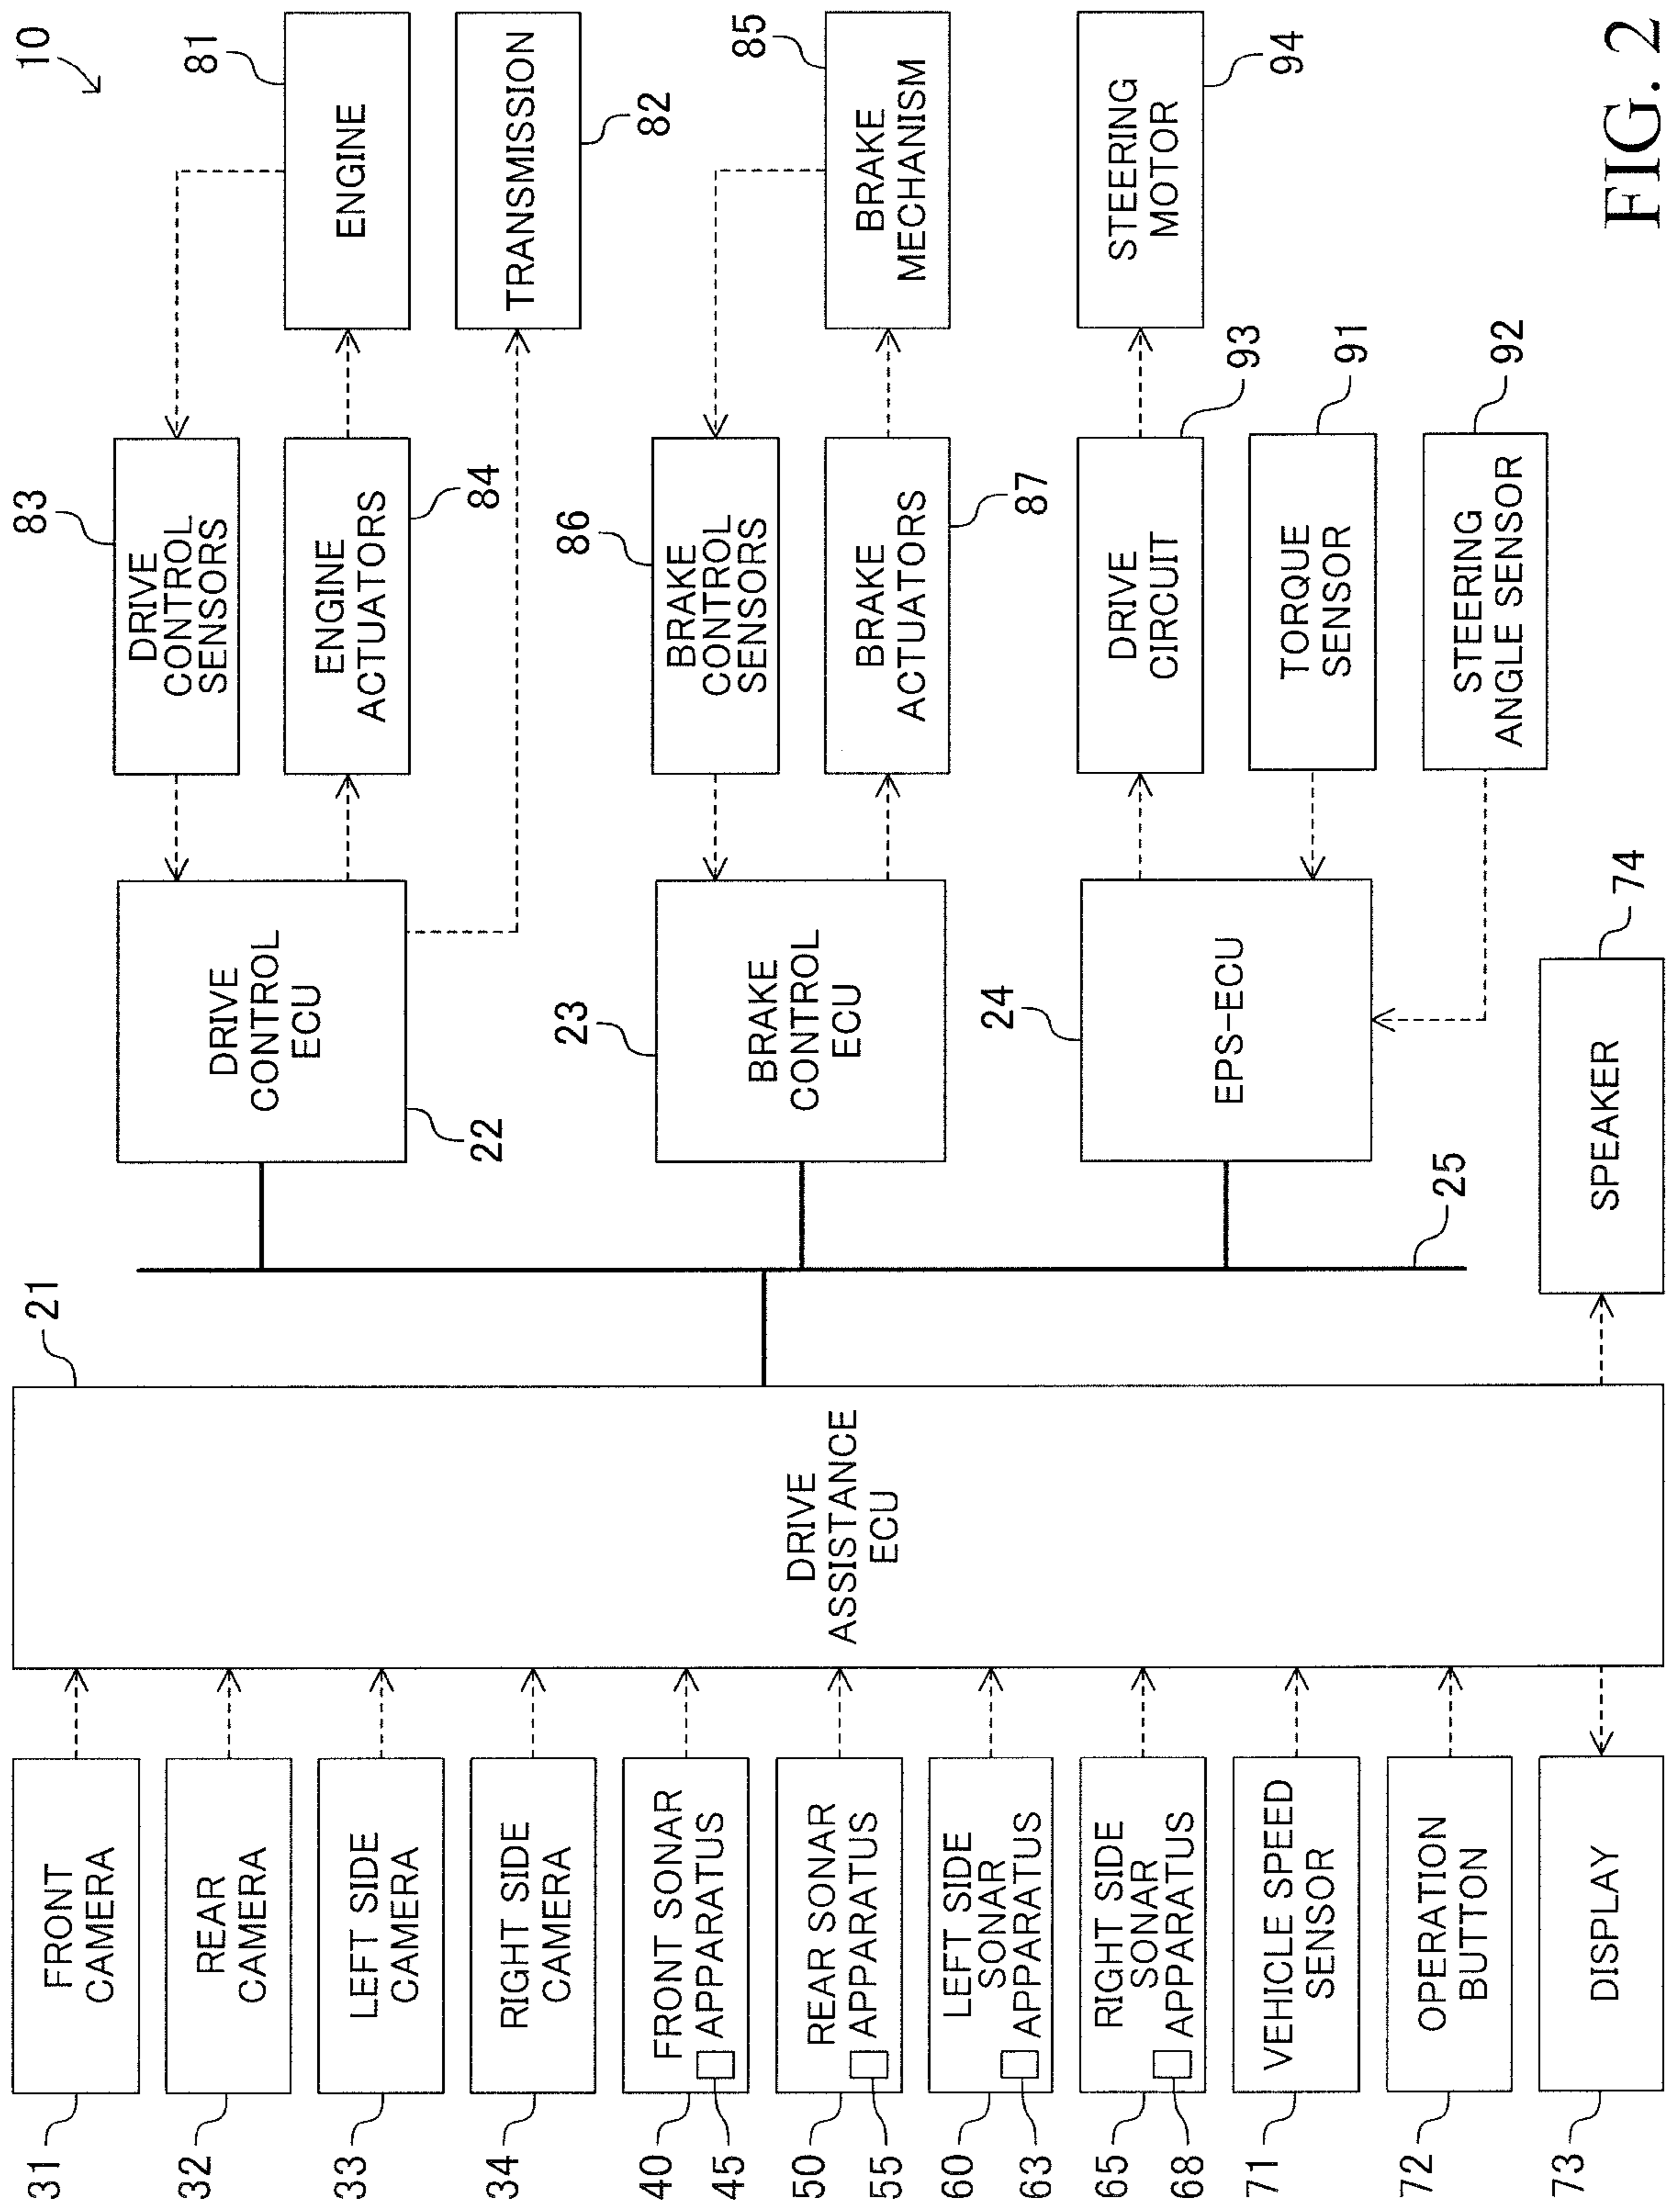 10
31
FRONT
CAMERA
32
REAR
CAMERA
33
LEFT SIDE
CAMERA
34
RIGHT SIDE
CAMERA
40
FRONT SONAR
APPARATUS
45
50
REAR SONAR
APPARATUS
55
60
LEFT SIDE
SONAR
APPARATUS
63
65
RIGHT SIDE
SONAR
APPARATUS
68
71
VEHICLE SPEED
SENSOR
72
OPERATION
BUTTON
73
DISPLAY
21
DRIVE
ASSISTANCE
ECU
74
SPEAKER
25
22
DRIVE
CONTROL
ECU
23
BRAKE
CONTROL
ECU
24
EPS-ECU
83
DRIVE
CONTROL
SENSORS
84
ENGINE
ACTUATORS
86
BRAKE
CONTROL
SENSORS
87
BRAKE
ACTUATORS
93
DRIVE
CIRCUIT
91
TORQUE
SENSOR
92
STEERING
ANGLE SENSOR
81
ENGINE
82
TRANSMISSION
85
BRAKE
MECHANISM
94
STEERING
MOTOR
FIG. 2